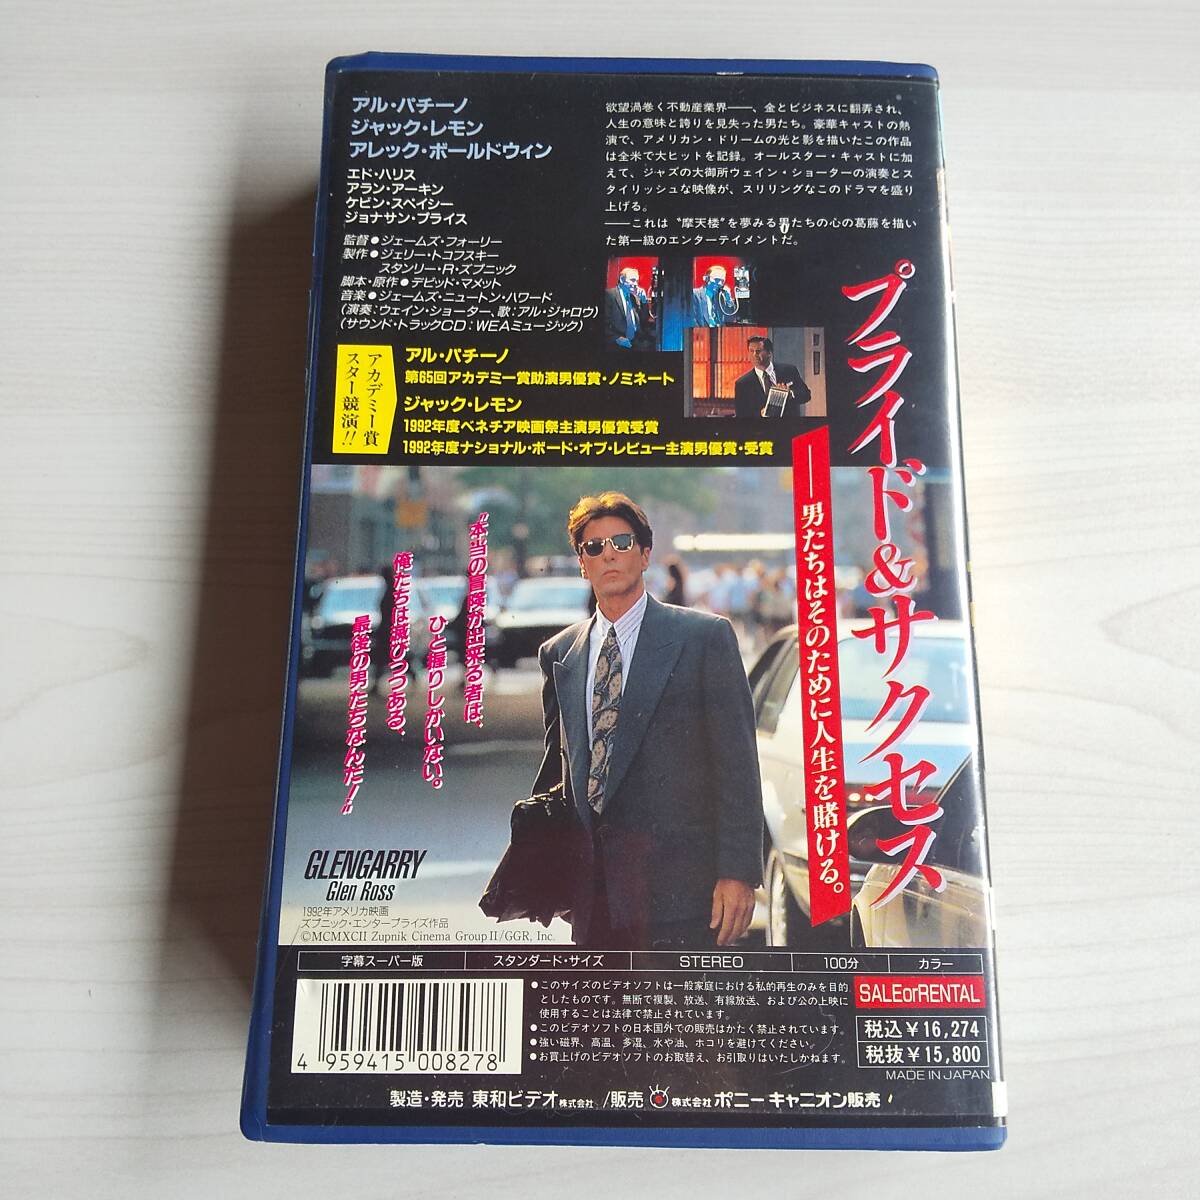 アル・パチーノ
ジャック・レモン
アレック・ボールドウィン
エド・ハリス
アラン・アーキン
ケビン・スペイシー
ジョナサン・プライス
監督●ジェームズ・フォーリー
製作●ジェリー・トコフスキー
スタンリー・R・ズプニック
脚本・原作●デビッド・マメット
音楽●ジェームズ・ニュートン・ハワード
(演奏:ウェイン・ショーター、歌:アル・ジャロウ)
(サウンド・トラックCD:WEAミュージック)
欲望渦巻く不動産業界――、金とビジネスに翻弄され、
人生の意味と誇りを見失った男たち。豪華キャストの熱
演で、アメリカン・ドリームの光と影を描いたこの作品
は全米で大ヒットを記録。オールスター・キャストに加
えて、ジャズの大御所ウェイン・ショーターの演奏とス
タイリッシュな映像が、スリリングなこのドラマを盛り
上げる。
――これは〝摩天楼〟を夢みる男たちの心の葛藤を描い
た第一級のエンターテイメントだ。
アカデミー賞
スター競演!!
アル・パチーノ
第65回アカデミー賞助演男優賞・ノミネート
ジャック・レモン
1992年度ベネチア映画祭主演男優賞受賞
1992年度ナショナル・ボード・オブ・レビュー主演男優賞・受賞
プライド&サクセス
――男たちはそのために人生を賭ける。
〝本当の冒険が出来る者は、
ひと握りしかいない。
俺たちは滅びつつある、
最後の男たちなんだ!〟
GLENGARRY
Glen Ross
1992年アメリカ映画
ズプニック・エンタープライズ作品
©MCMXCII Zupnik Cinema Group II/GGR, Inc.
字幕スーパー版
スタンダード・サイズ
STEREO
100分
カラー
●このサイズのビデオソフトは一般家庭における私的再生のみを目的
としたものです。無断で複製、放送、有線放送、および公の上映に
使用することは法律で禁止されています。
●このビデオソフトの日本国外での販売はかたく禁止されています。
●強い磁界、高温、多湿、水や油、ホコリを避けてください。
●お買上げのビデオソフトのお取替え、お引取りはいたしかねます。
SALEorRENTAL
税込¥16,274
税抜¥15,800
MADE IN JAPAN
4 959415 008278
製造・発売 東和ビデオ株式会社 /販売 株式会社 ポニーキャニオン販売